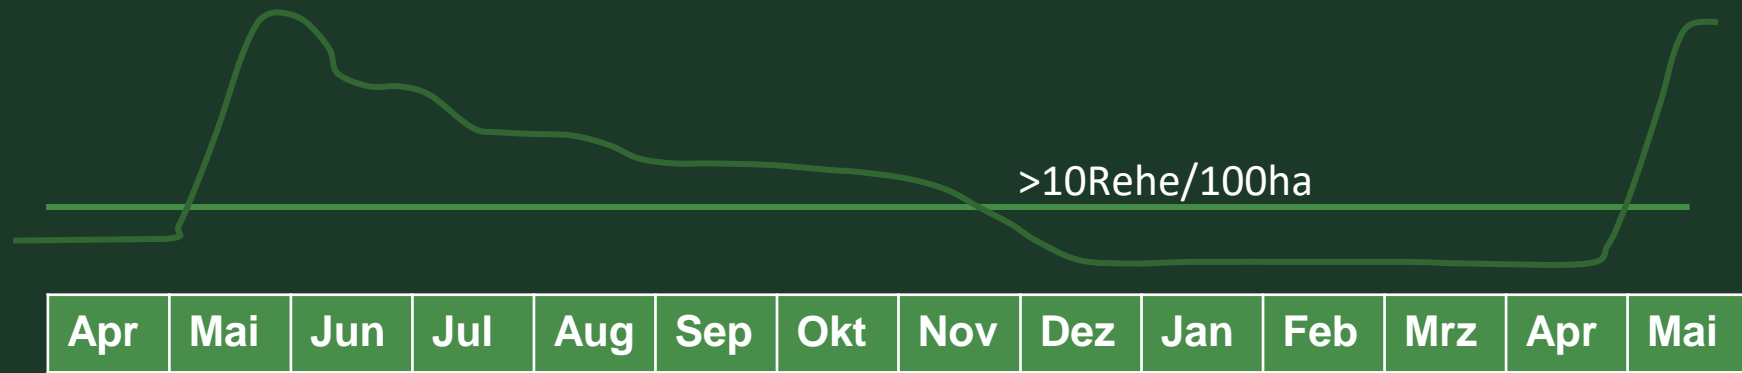 >10Rehe/100ha
Apr Mai Jun Jul Aug Sep Okt Nov Dez Jan Feb Mrz Apr Mai